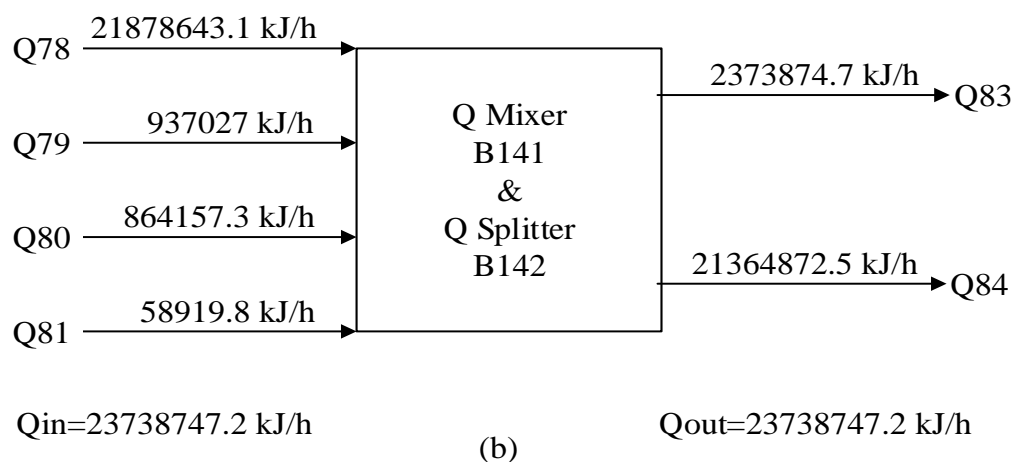 Q78 21878643.1 kJ/h
Q79 937027 kJ/h
Q80 864157.3 kJ/h
Q81 58919.8 kJ/h
Q Mixer
B141
&
Q Splitter
B142
2373874.7 kJ/h Q83
21364872.5 kJ/h Q84
Qin=23738747.2 kJ/h
Qout=23738747.2 kJ/h
(b)